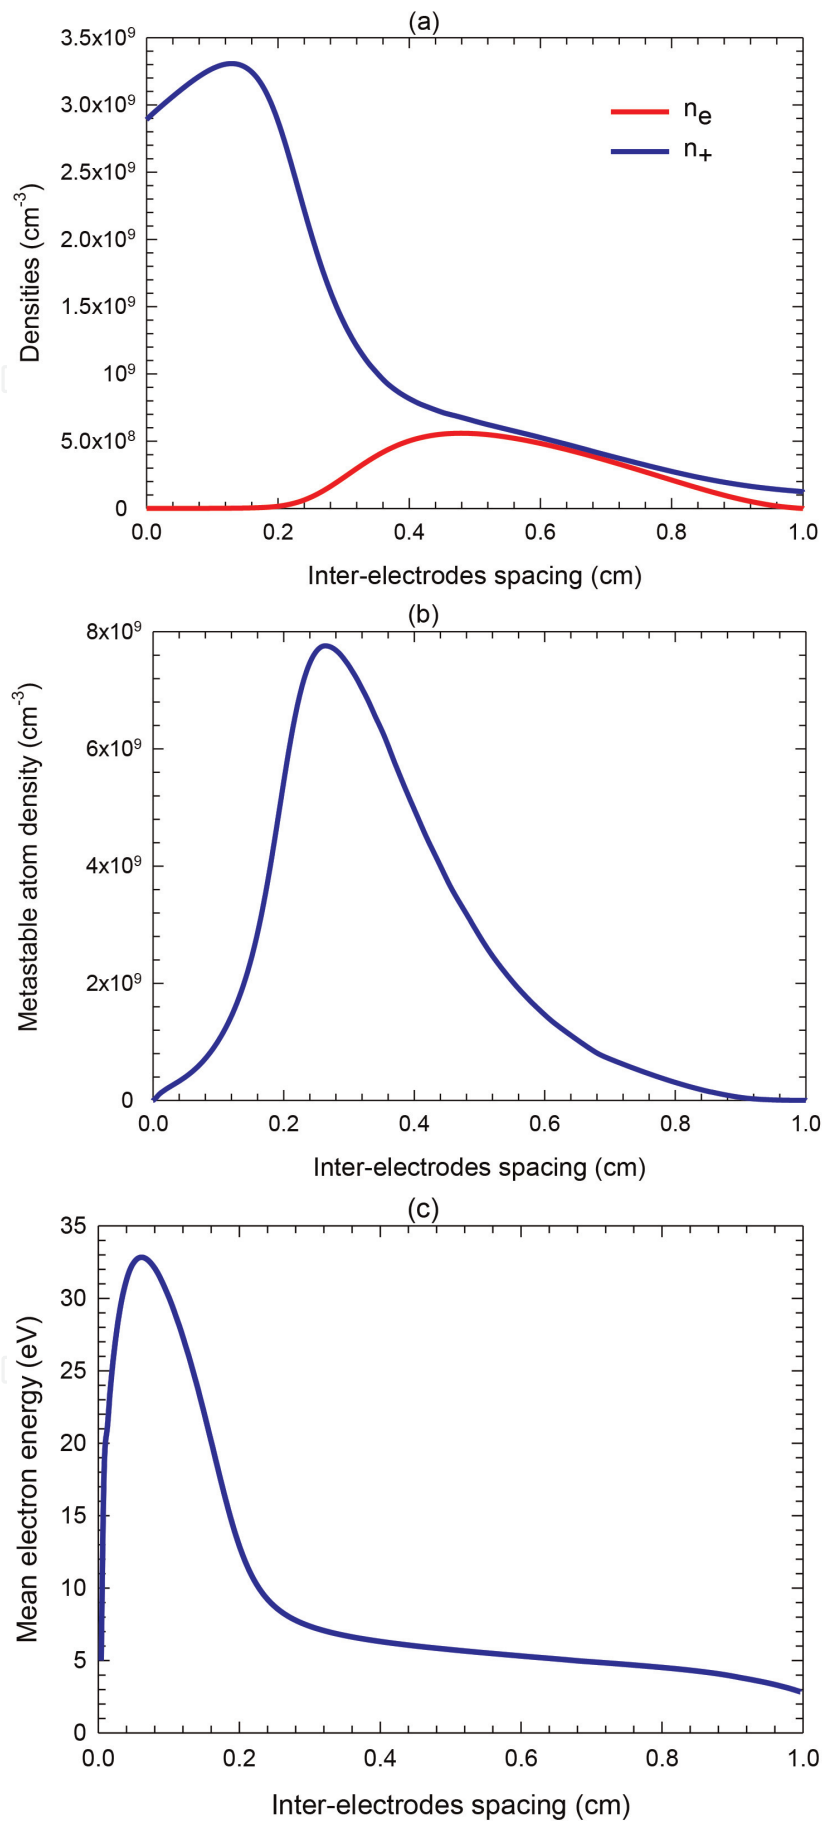 (a)
3.5x10⁹
3.0x10⁹
2.5x10⁹
2.0x10⁹
1.5x10⁹
10⁹
5.0x10⁸
0
Densities (cm⁻³)
nₑ
n₊
0.0 0.2 0.4 0.6 0.8 1.0
Inter-electrodes spacing (cm)
(b)
8x10⁹
6x10⁹
4x10⁹
2x10⁹
0
Metastable atom density (cm⁻³)
0.0 0.2 0.4 0.6 0.8 1.0
Inter-electrodes spacing (cm)
(c)
35
30
25
20
15
10
5
0
Mean electron energy (eV)
0.0 0.2 0.4 0.6 0.8 1.0
Inter-electrodes spacing (cm)